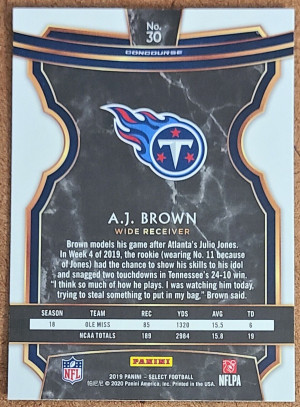 No.
30
CONCOURSE
T
A.J. BROWN
WIDE RECEIVER
Brown models his game after Atlanta's Julio Jones.
In Week 4 of 2019, the rookie (wearing No. 11 because
of Jones) had the chance to show his skills to his idol
and snagged two touchdowns in Tennessee's 24-10 win.
"I think so much of how he plays. I was watching him today,
trying to steal something to put in my bag," Brown said.
SEASON TEAM REC YDS AVG TD
18 OLE MISS 85 1320 15.5 6
NCAA TOTALS 189 2964 15.8 19
PANINI
NFL
2019 PANINI - SELECT FOOTBALL
© 2020 Panini America, Inc. Printed in the USA.
NFLPA